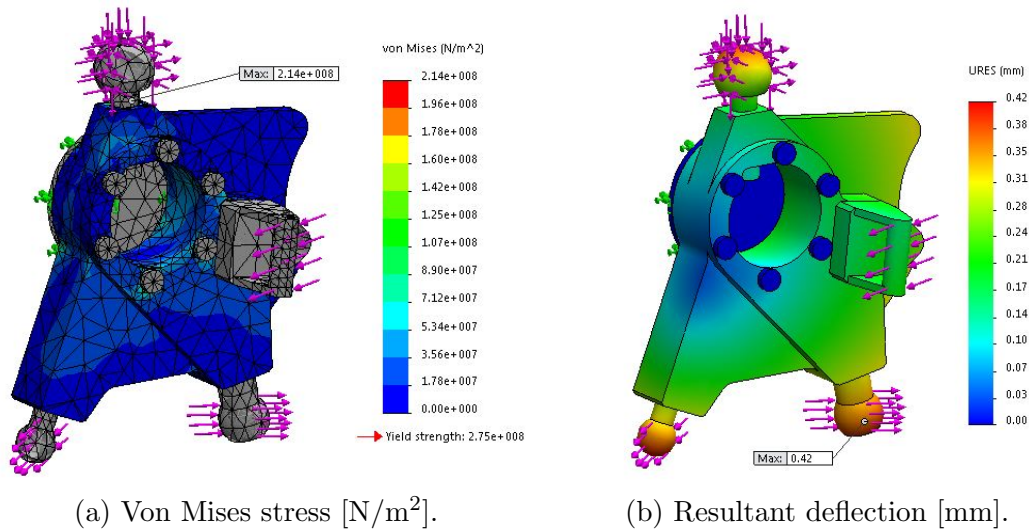 von Mises (N/m^2)
Max: 2.14e+008
2.14e+008
1.96e+008
1.78e+008
1.60e+008
1.42e+008
1.25e+008
1.07e+008
8.90e+007
7.12e+007
5.34e+007
3.56e+007
1.78e+007
0.00e+000
Yield strength: 2.75e+008
URES (mm)
0.42
0.38
0.35
0.31
0.28
0.24
0.21
0.17
0.14
0.10
0.07
0.03
0.00
Max: 0.42
(a) Von Mises stress [N/m²].
(b) Resultant deflection [mm].